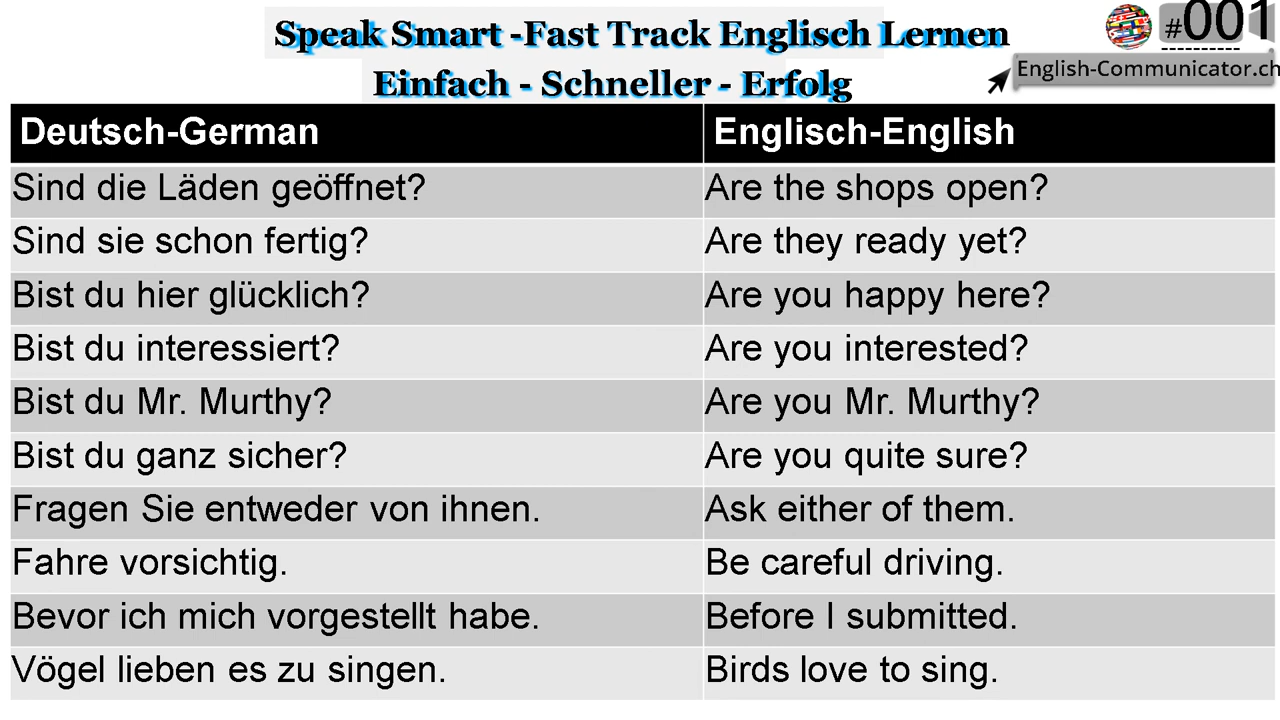 Speak Smart -Fast Track Englisch Lernen
Einfach - Schneller - Erfolg
#001
English-Communicator.ch
Deutsch-German Englisch-English
Sind die Läden geöffnet? Are the shops open?
Sind sie schon fertig? Are they ready yet?
Bist du hier glücklich? Are you happy here?
Bist du interessiert? Are you interested?
Bist du Mr. Murthy? Are you Mr. Murthy?
Bist du ganz sicher? Are you quite sure?
Fragen Sie entweder von ihnen. Ask either of them.
Fahre vorsichtig. Be careful driving.
Bevor ich mich vorgestellt habe. Before I submitted.
Vögel lieben es zu singen. Birds love to sing.